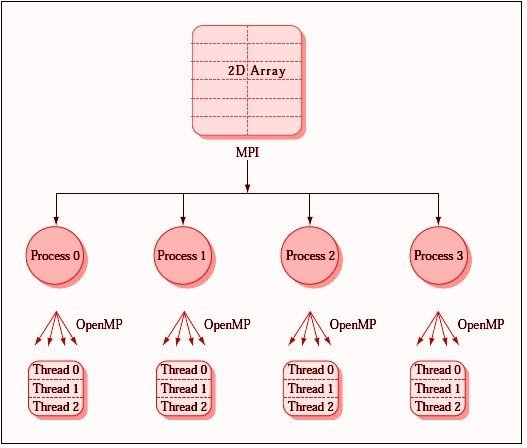 2D Array
MPI
Process 0
Process 1
Process 2
Process 3
OpenMP
OpenMP
OpenMP
OpenMP
Thread 0
Thread 1
Thread 2
Thread 0
Thread 1
Thread 2
Thread 0
Thread 1
Thread 2
Thread 0
Thread 1
Thread 2